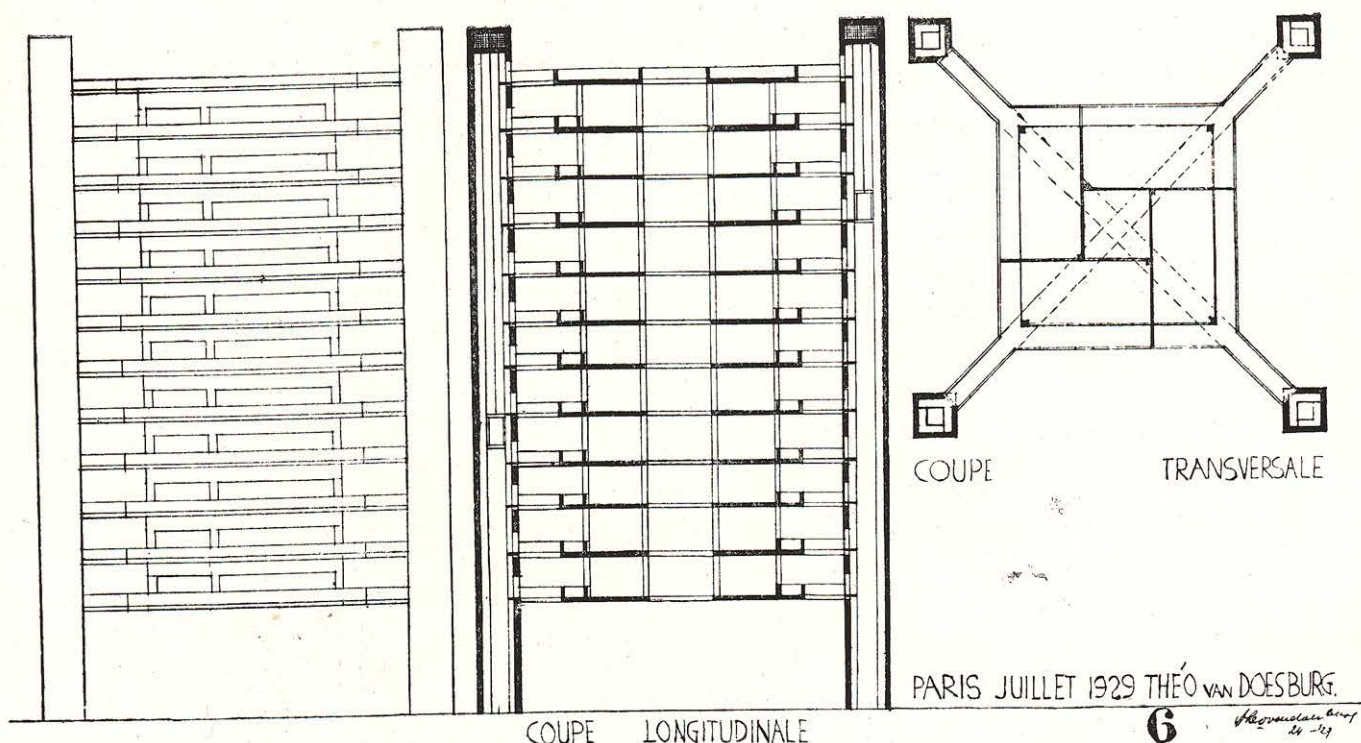 COUPE TRANSVERSALE
COUPE LONGITUDINALE
PARIS JUILLET 1929 THÉO VAN DOESBURG.
6